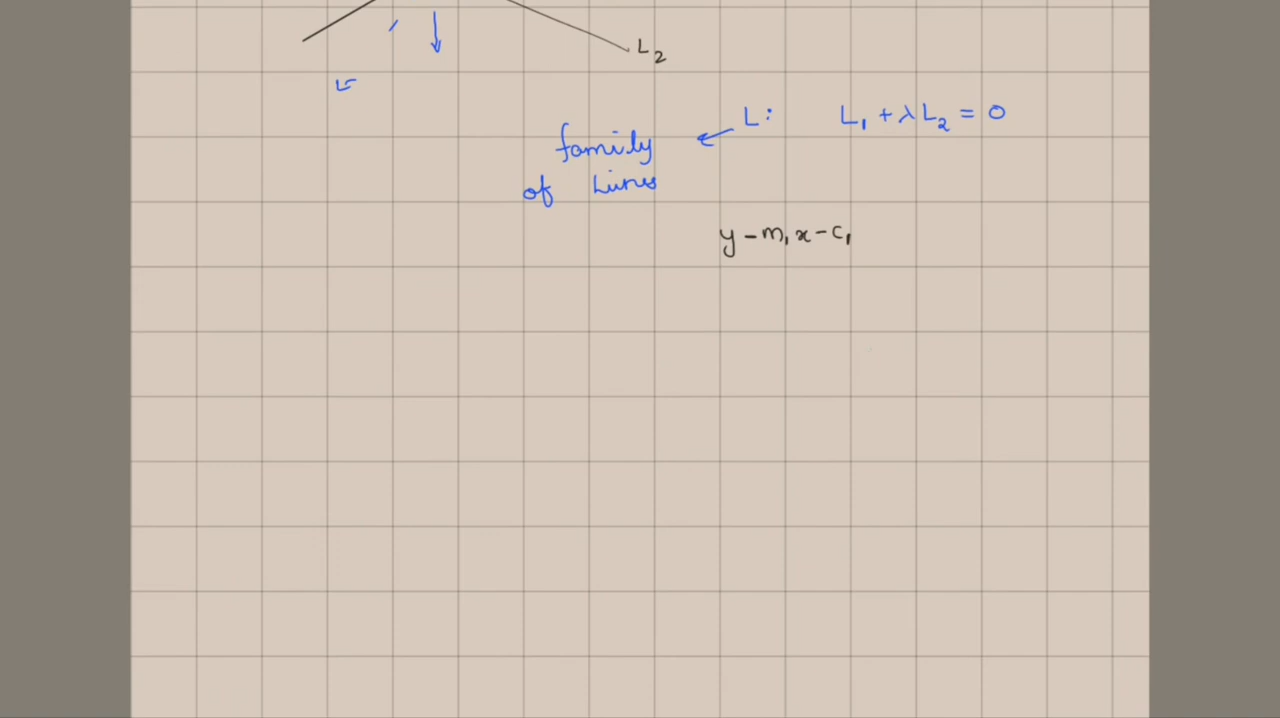 L₂
L: L₁ + λL₂ = 0
family
of Lines
y - m₁x - c₁